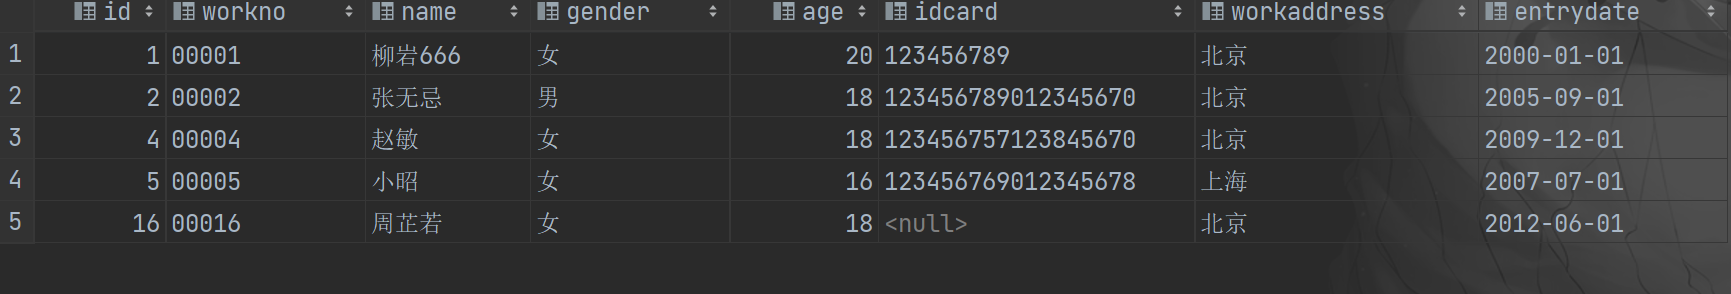 id workno name gender age idcard workaddress entrydate
1 1 00001 柳岩666 女 20 123456789 北京 2000-01-01
2 2 00002 张无忌 男 18 123456789012345670 北京 2005-09-01
3 4 00004 赵敏 女 18 123456757123845670 北京 2009-12-01
4 5 00005 小昭 女 16 123456769012345678 上海 2007-07-01
5 16 00016 周芷若 女 18 <null> 北京 2012-06-01